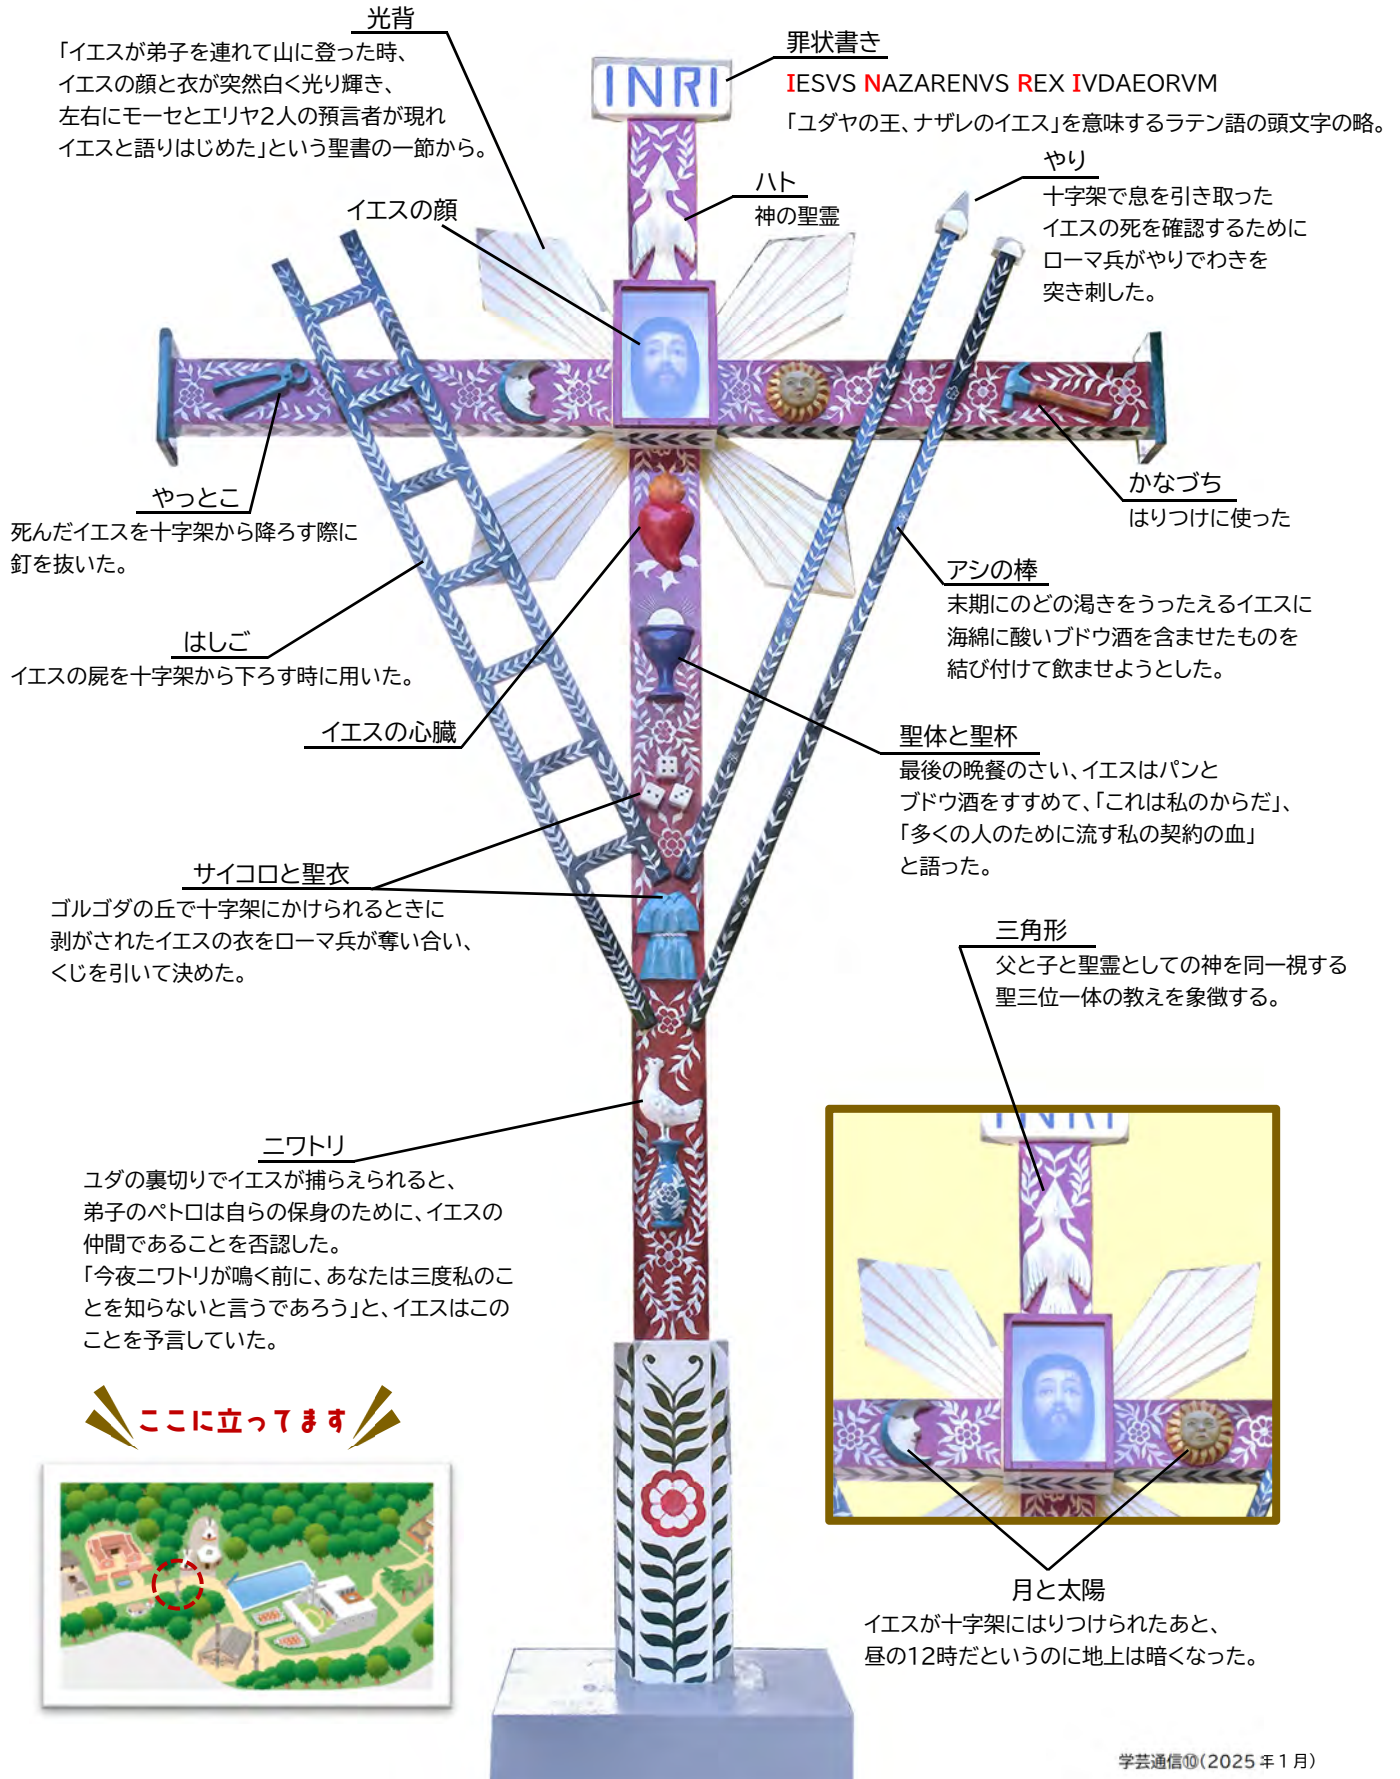 光背
「イエスが弟子を連れて山に登った時、
イエスの顔と衣が突然白く光り輝き、
左右にモーセとエリヤ2人の預言者が現れ
イエスと語りはじめた」という聖書の一節から。
INRI
罪状書き
IESVS NAZARENVS REX IVDAEORVM
「ユダヤの王、ナザレのイエス」を意味するラテン語の頭文字の略。
ハト
神の聖霊
やり
十字架で息を引き取った
イエスの死を確認するために
ローマ兵がやりでわきを
突き刺した。
イエスの顔
やっとこ
死んだイエスを十字架から降ろす際に
釘を抜いた。
かなづち
はりつけに使った
アシの棒
末期にのどの渇きをうったえるイエスに
海綿に酸いブドウ酒を含ませたものを
結び付けて飲ませようとした。
はしご
イエスの屍を十字架から下ろす時に用いた。
イエスの心臓
聖体と聖杯
最後の晩餐のさい、イエスはパンと
ブドウ酒をすすめて、「これは私のからだ」、
「多くの人のために流す私の契約の血」
と語った。
サイコロと聖衣
ゴルゴダの丘で十字架にかけられるときに
剥がされたイエスの衣をローマ兵が奪い合い、
くじを引いて決めた。
三角形
父と子と聖霊としての神を同一視する
聖三位一体の教えを象徴する。
INRI
ニワトリ
ユダの裏切りでイエスが捕らえられると、
弟子のペトロは自らの保身のために、イエスの
仲間であることを否認した。
「今夜ニワトリが鳴く前に、あなたは三度私のこ
とを知らないと言うであろう」と、イエスはこの
ことを予言していた。
ここに立ってます
月と太陽
イエスが十字架にはりつけられたあと、
昼の12時だというのに地上は暗くなった。
学芸通信⑩(2025年1月)